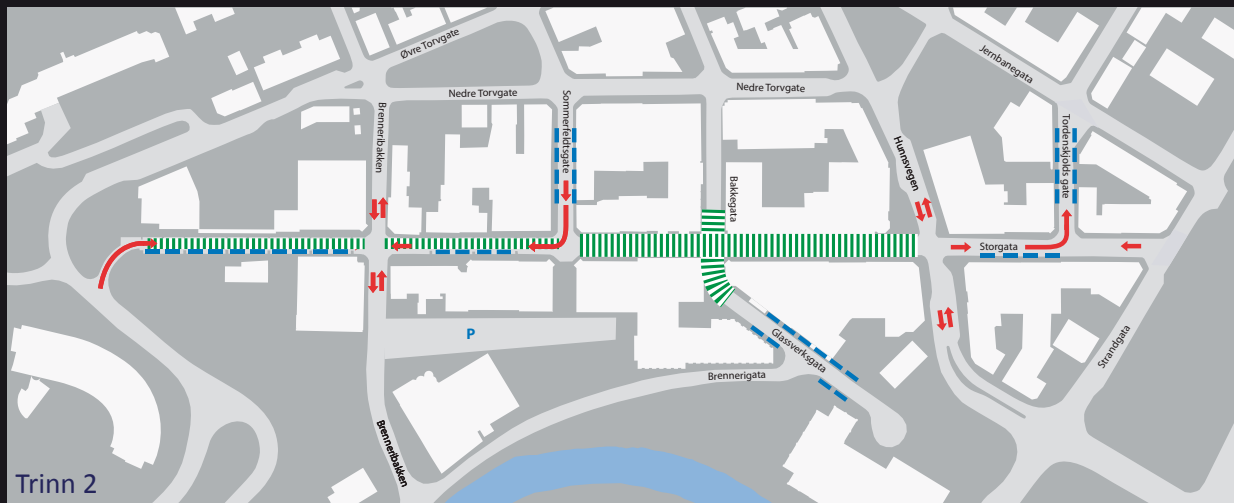 Øvre Torvgate
Jernbanegata
Nedre Torvgate
Nedre Torvgate
Brenneribakken
Sommerfeldtsgate
Tordenskjolds gate
Hunnsvegen
Bakkegata
Storgata
P
Glassverksgata
Strandgata
Brennerigata
Brenneribakken
Trinn 2